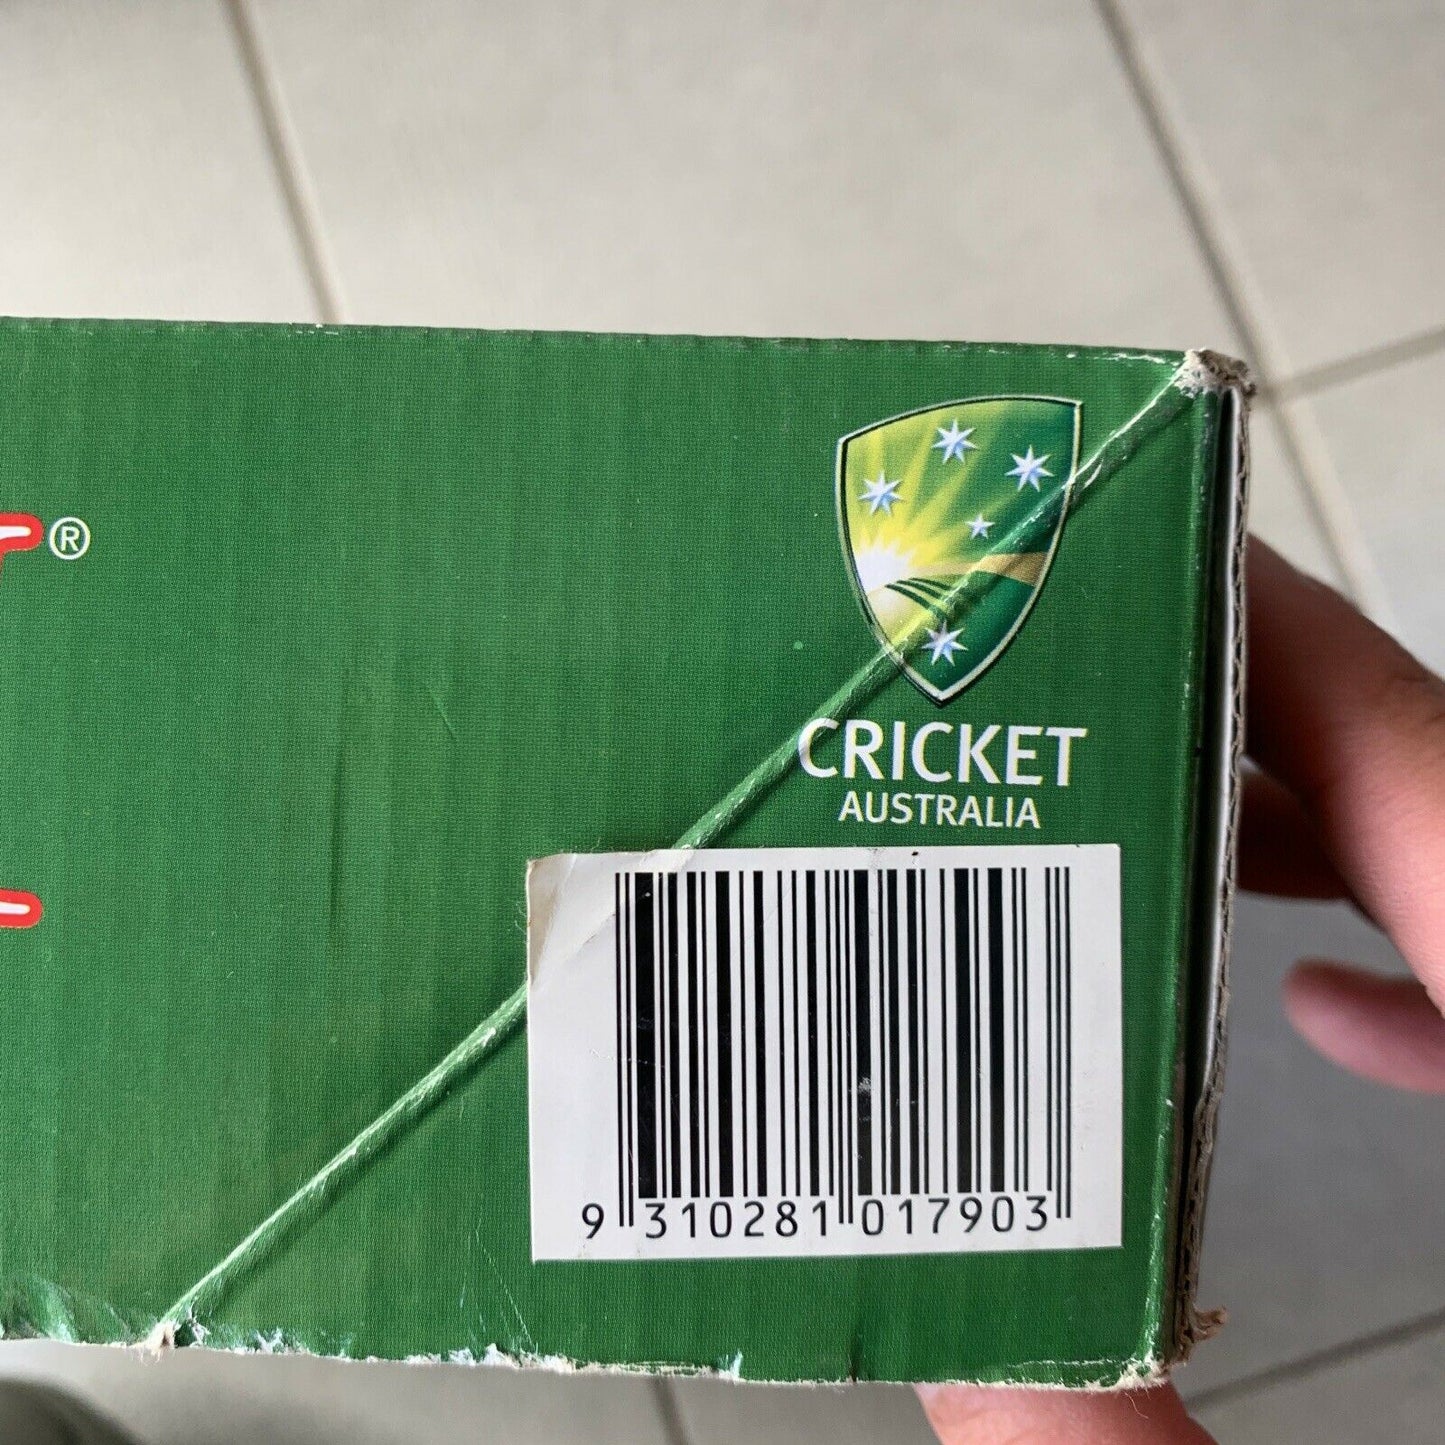 ®
CRICKET
AUSTRALIA
9 310281 017903